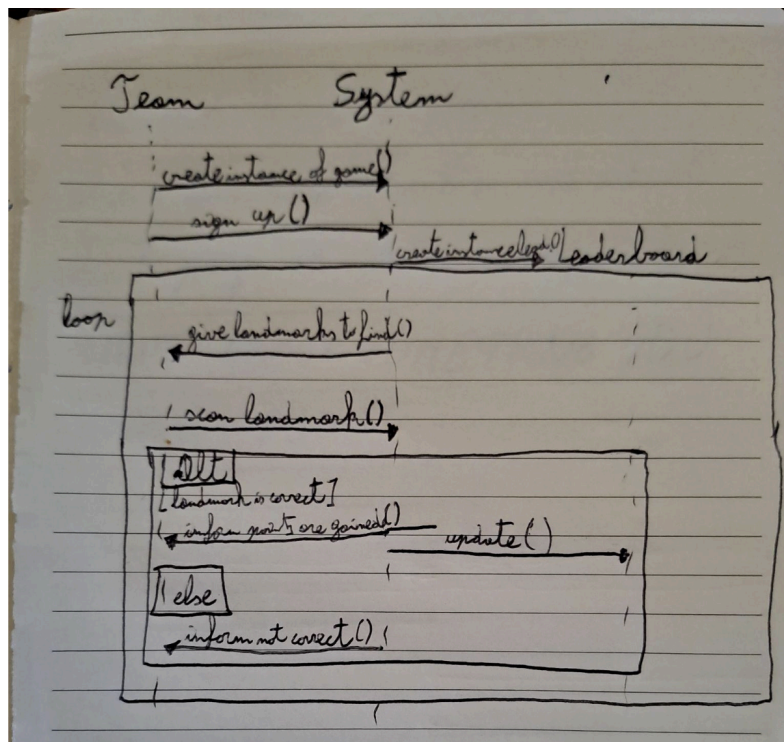 Team System
create instance of game()
sign up ()
create instance lead.() Leaderboard
loop
give landmarks to find()
scan landmark()
Alt
[landmark is correct]
inform points are gained()
update()
else
inform not correct()